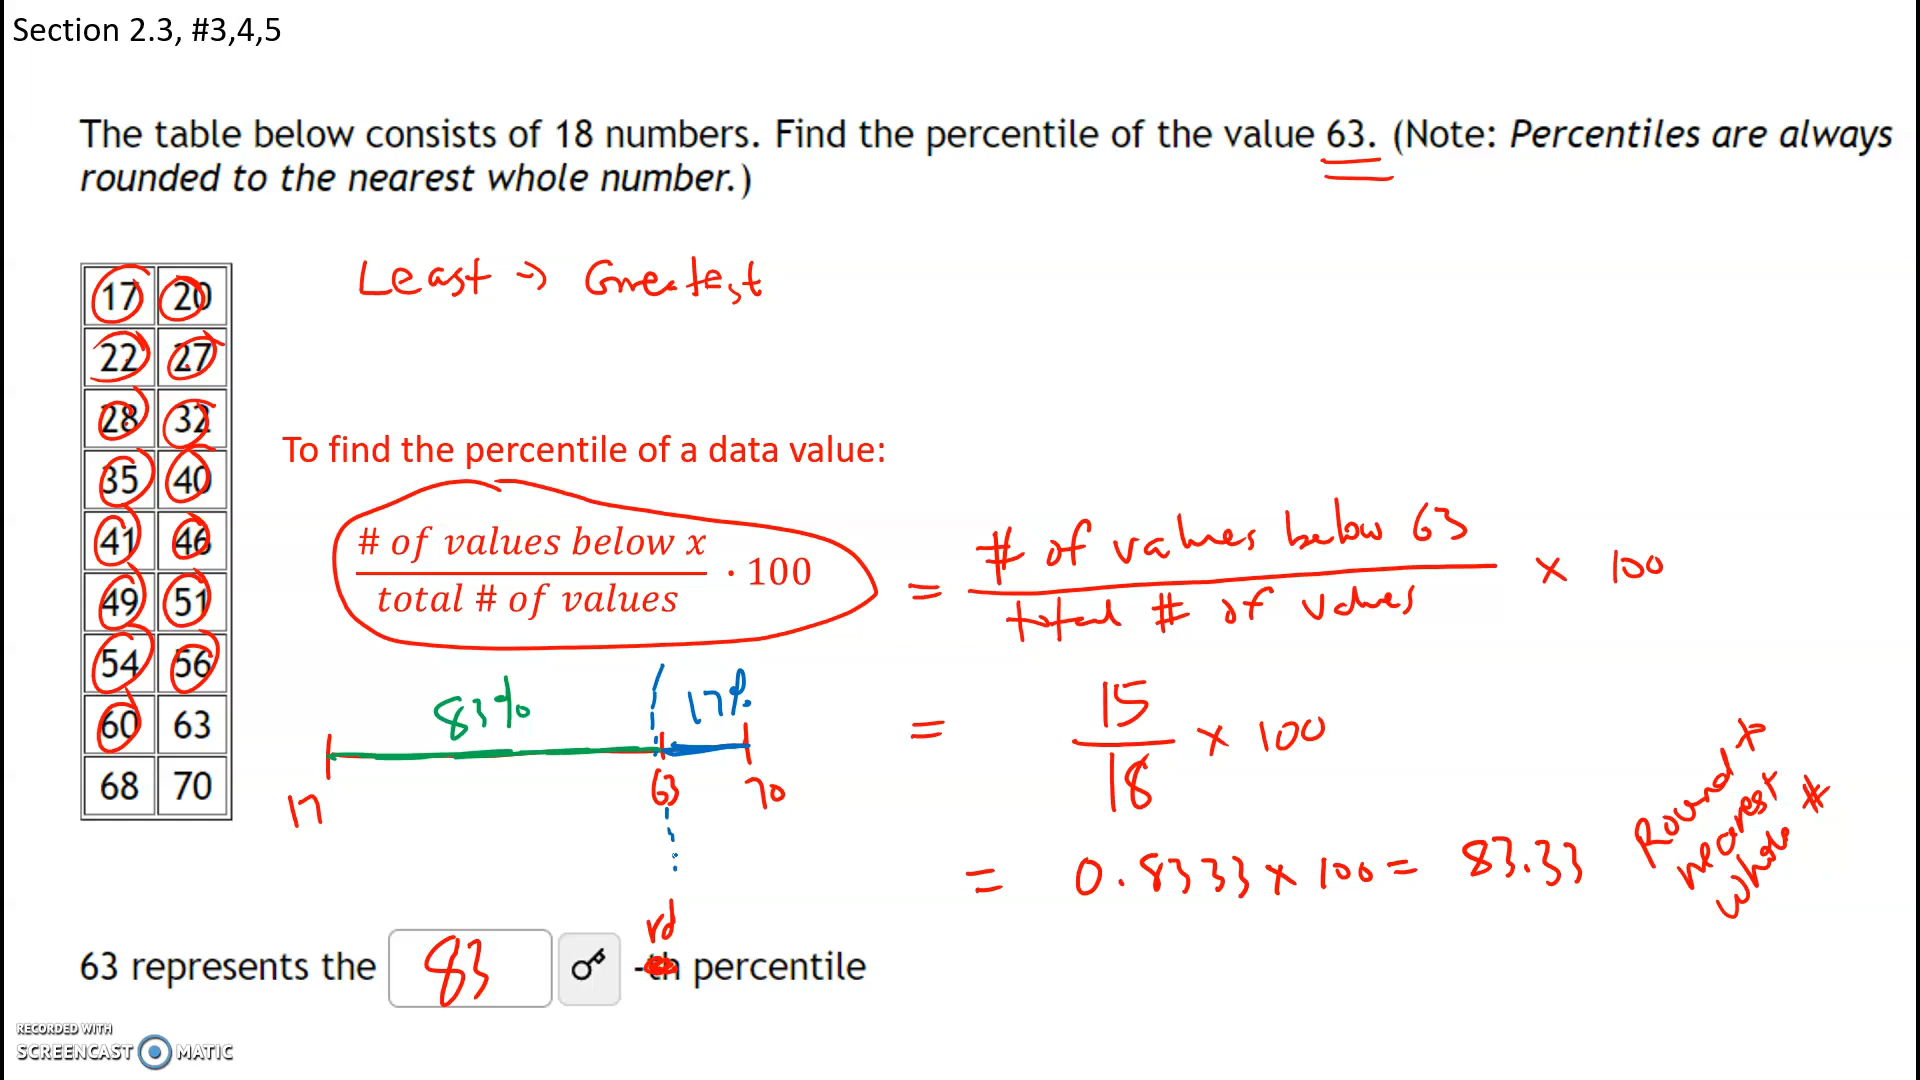 Section 2.3, #3,4,5
The table below consists of 18 numbers. Find the percentile of the value 63. (Note: Percentiles are always
rounded to the nearest whole number.)
Least → Greatest
17 20
22 27
28 32
35 40
41 46
49 51
54 56
60 63
68 70
To find the percentile of a data value:
# of values below x
total # of values
· 100
= # of values below 63
total # of values
× 100
83% 17%
17 63 70
= 15
18
× 100
= 0.8333 × 100 = 83.33
Round to
nearest
whole #
rd
63 represents the 83 -th percentile
RECORDED WITH
SCREENCAST MATIC